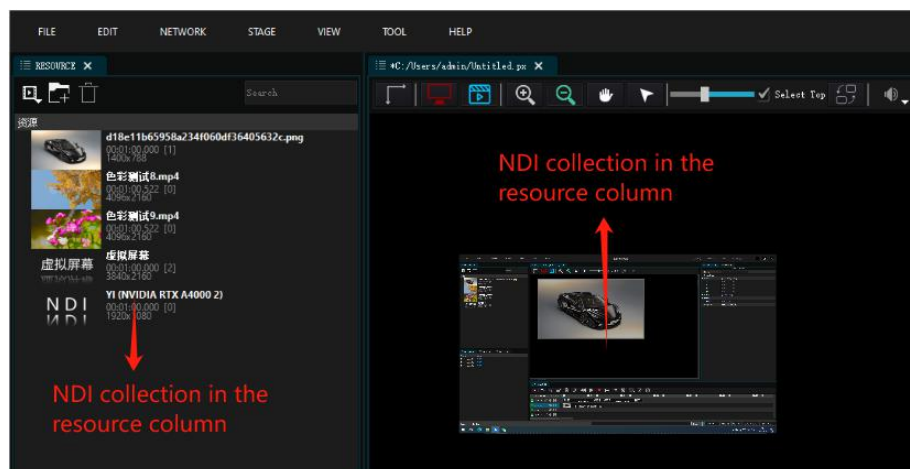 FILE EDIT NETWORK STAGE VIEW TOOL HELP
RESOURCE
*C:/Users/admin/Untitled.px
Search
Select Top
资源
d18e11b65958a234f060df36405632c.png
00:01:00.000 [1]
1400x788
色彩测试8.mp4
00:01:00.522 [0]
4096x2160
色彩测试9.mp4
00:01:00.522 [0]
4096x2160
虚拟屏幕
虚拟屏幕
00:01:00.000 [2]
3840x2160
NDI
YI (NVIDIA RTX A4000 2)
00:01:00.000 [0]
1920x1080
NDI collection in the
resource column
NDI collection in the
resource column